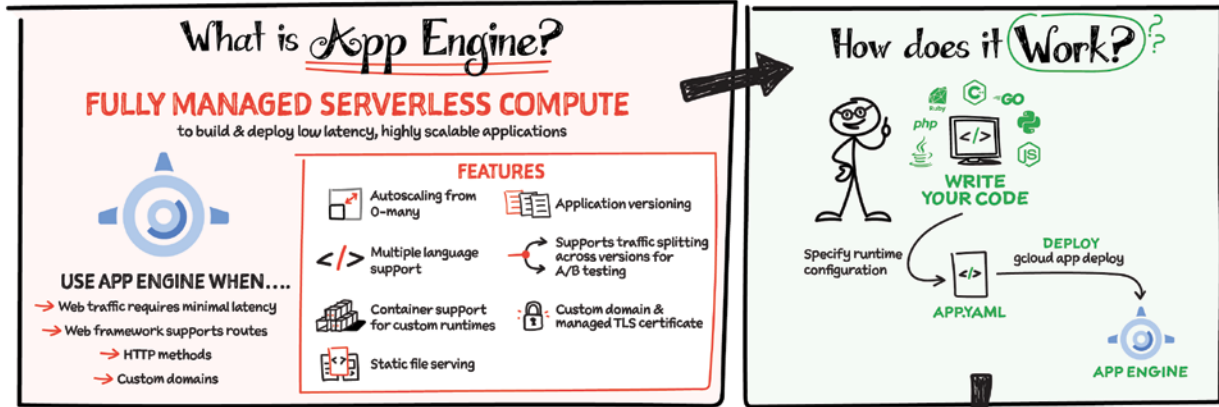 What is App Engine?
FULLY MANAGED SERVERLESS COMPUTE
to build & deploy low latency, highly scalable applications
USE APP ENGINE WHEN....
Web traffic requires minimal latency
Web framework supports routes
HTTP methods
Custom domains
FEATURES
Autoscaling from
0-many
</> Multiple language
support
Container support
for custom runtimes
<> Static file serving
Application versioning
Supports traffic splitting
across versions for
A/B testing
Custom domain &
managed TLS certificate
How does it Work???
Ruby
C++
GO
php
</>
Java
JS
WRITE
YOUR CODE
Specify runtime
configuration
</>
APP.YAML
DEPLOY
gcloud app deploy
APP ENGINE